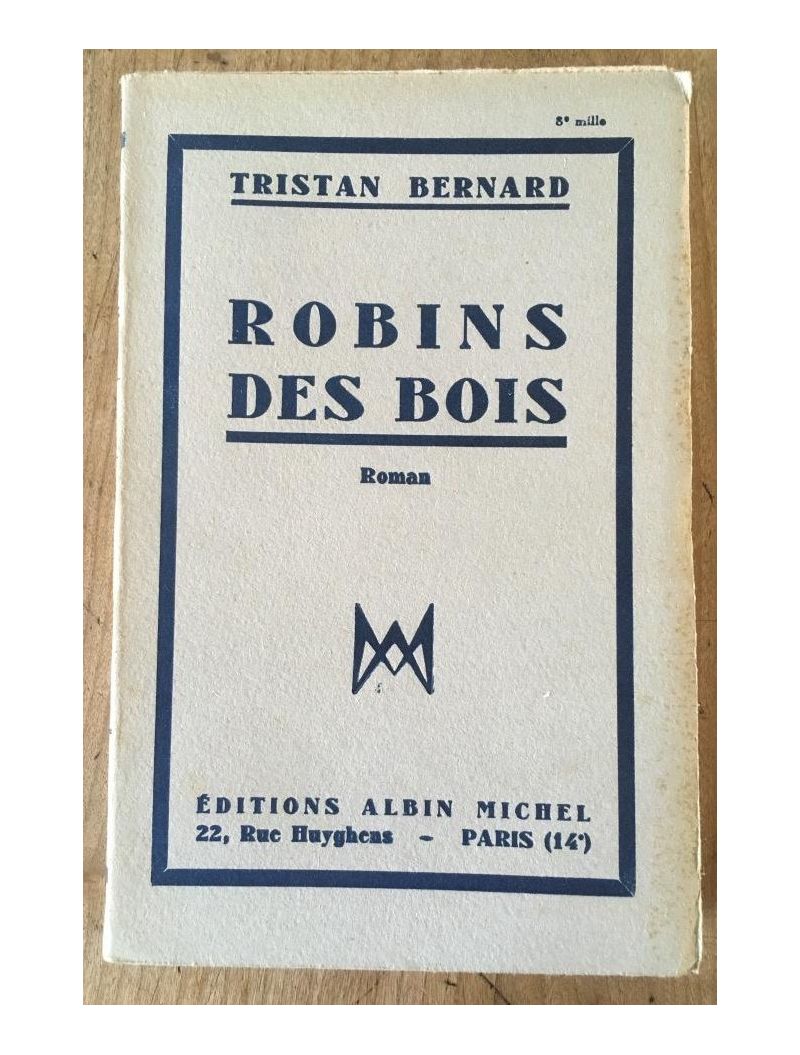 8e mille
TRISTAN BERNARD
ROBINS
DES BOIS
Roman
ÉDITIONS ALBIN MICHEL
22, Rue Huyghens – PARIS (14e)